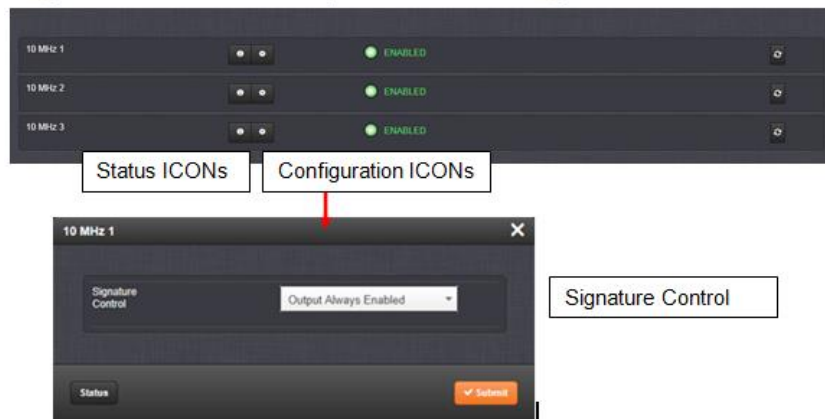 10 MHz 1
ENABLED
10 MHz 2
ENABLED
10 MHz 3
ENABLED
Status ICONs
Configuration ICONs
10 MHz 1
Signature
Control
Output Always Enabled
Signature Control
Status
Submit